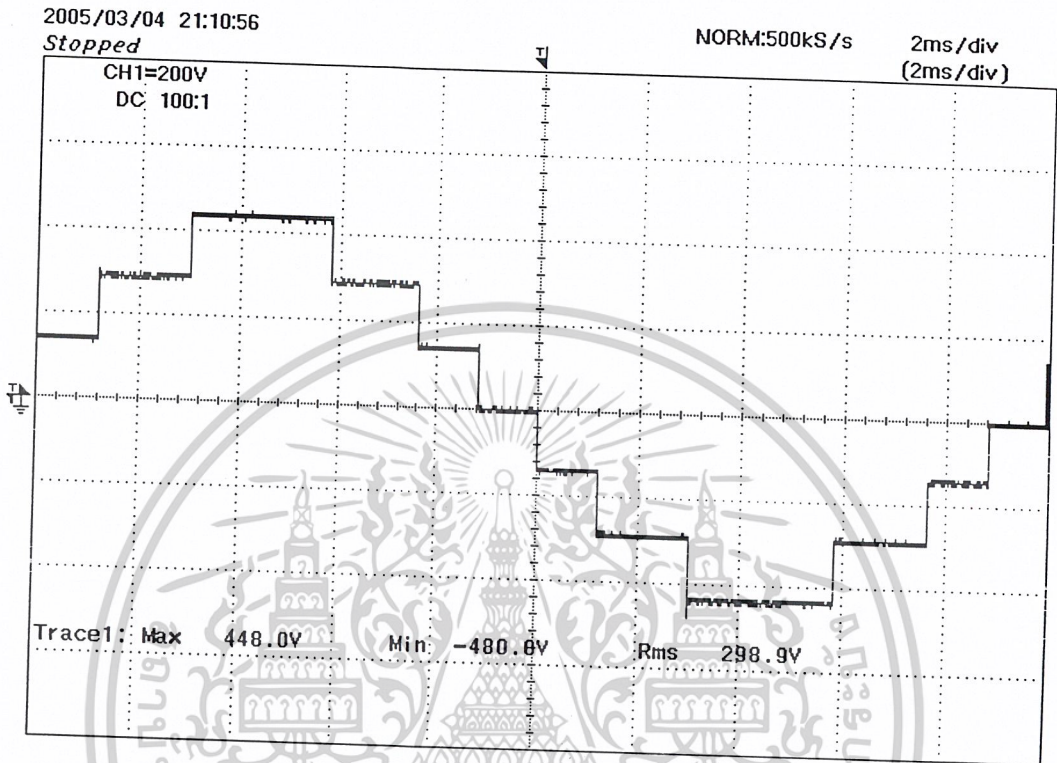 2005/03/04 21:10:56
Stopped
NORM:500kS/s 2ms/div
(2ms/div)
CH1=200V
DC 100:1
T
T
Trace1: Max 448.0V Min -480.0V Rms 298.9V